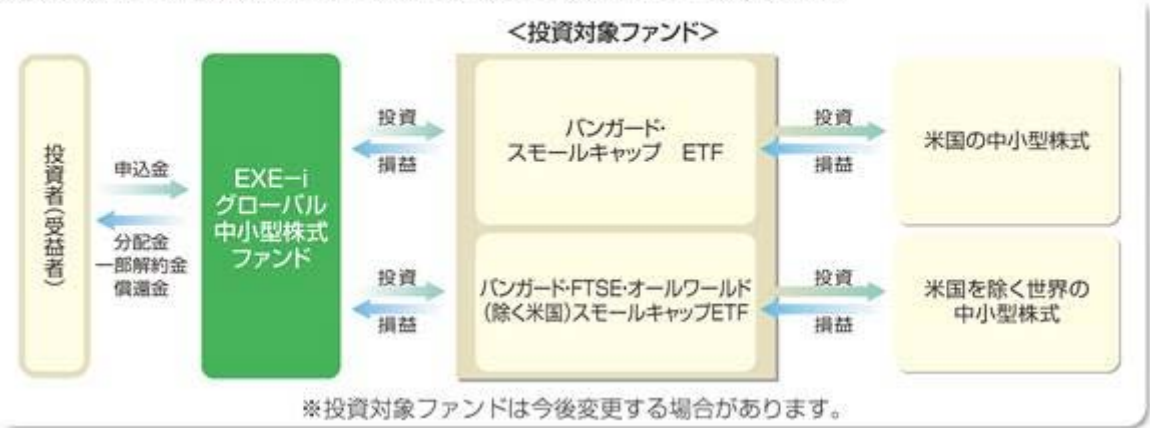 <投資対象ファンド>
投資者(受益者)
申込金
分配金
一部解約金
償還金
EXE-i
グローバル
中小型株式
ファンド
投資
損益
バンガード・
スモールキャップ ETF
投資
損益
米国の中小型株式
投資
損益
バンガード・FTSE・オールワールド
(除く米国)スモールキャップETF
投資
損益
米国を除く世界の
中小型株式
※投資対象ファンドは今後変更する場合があります。